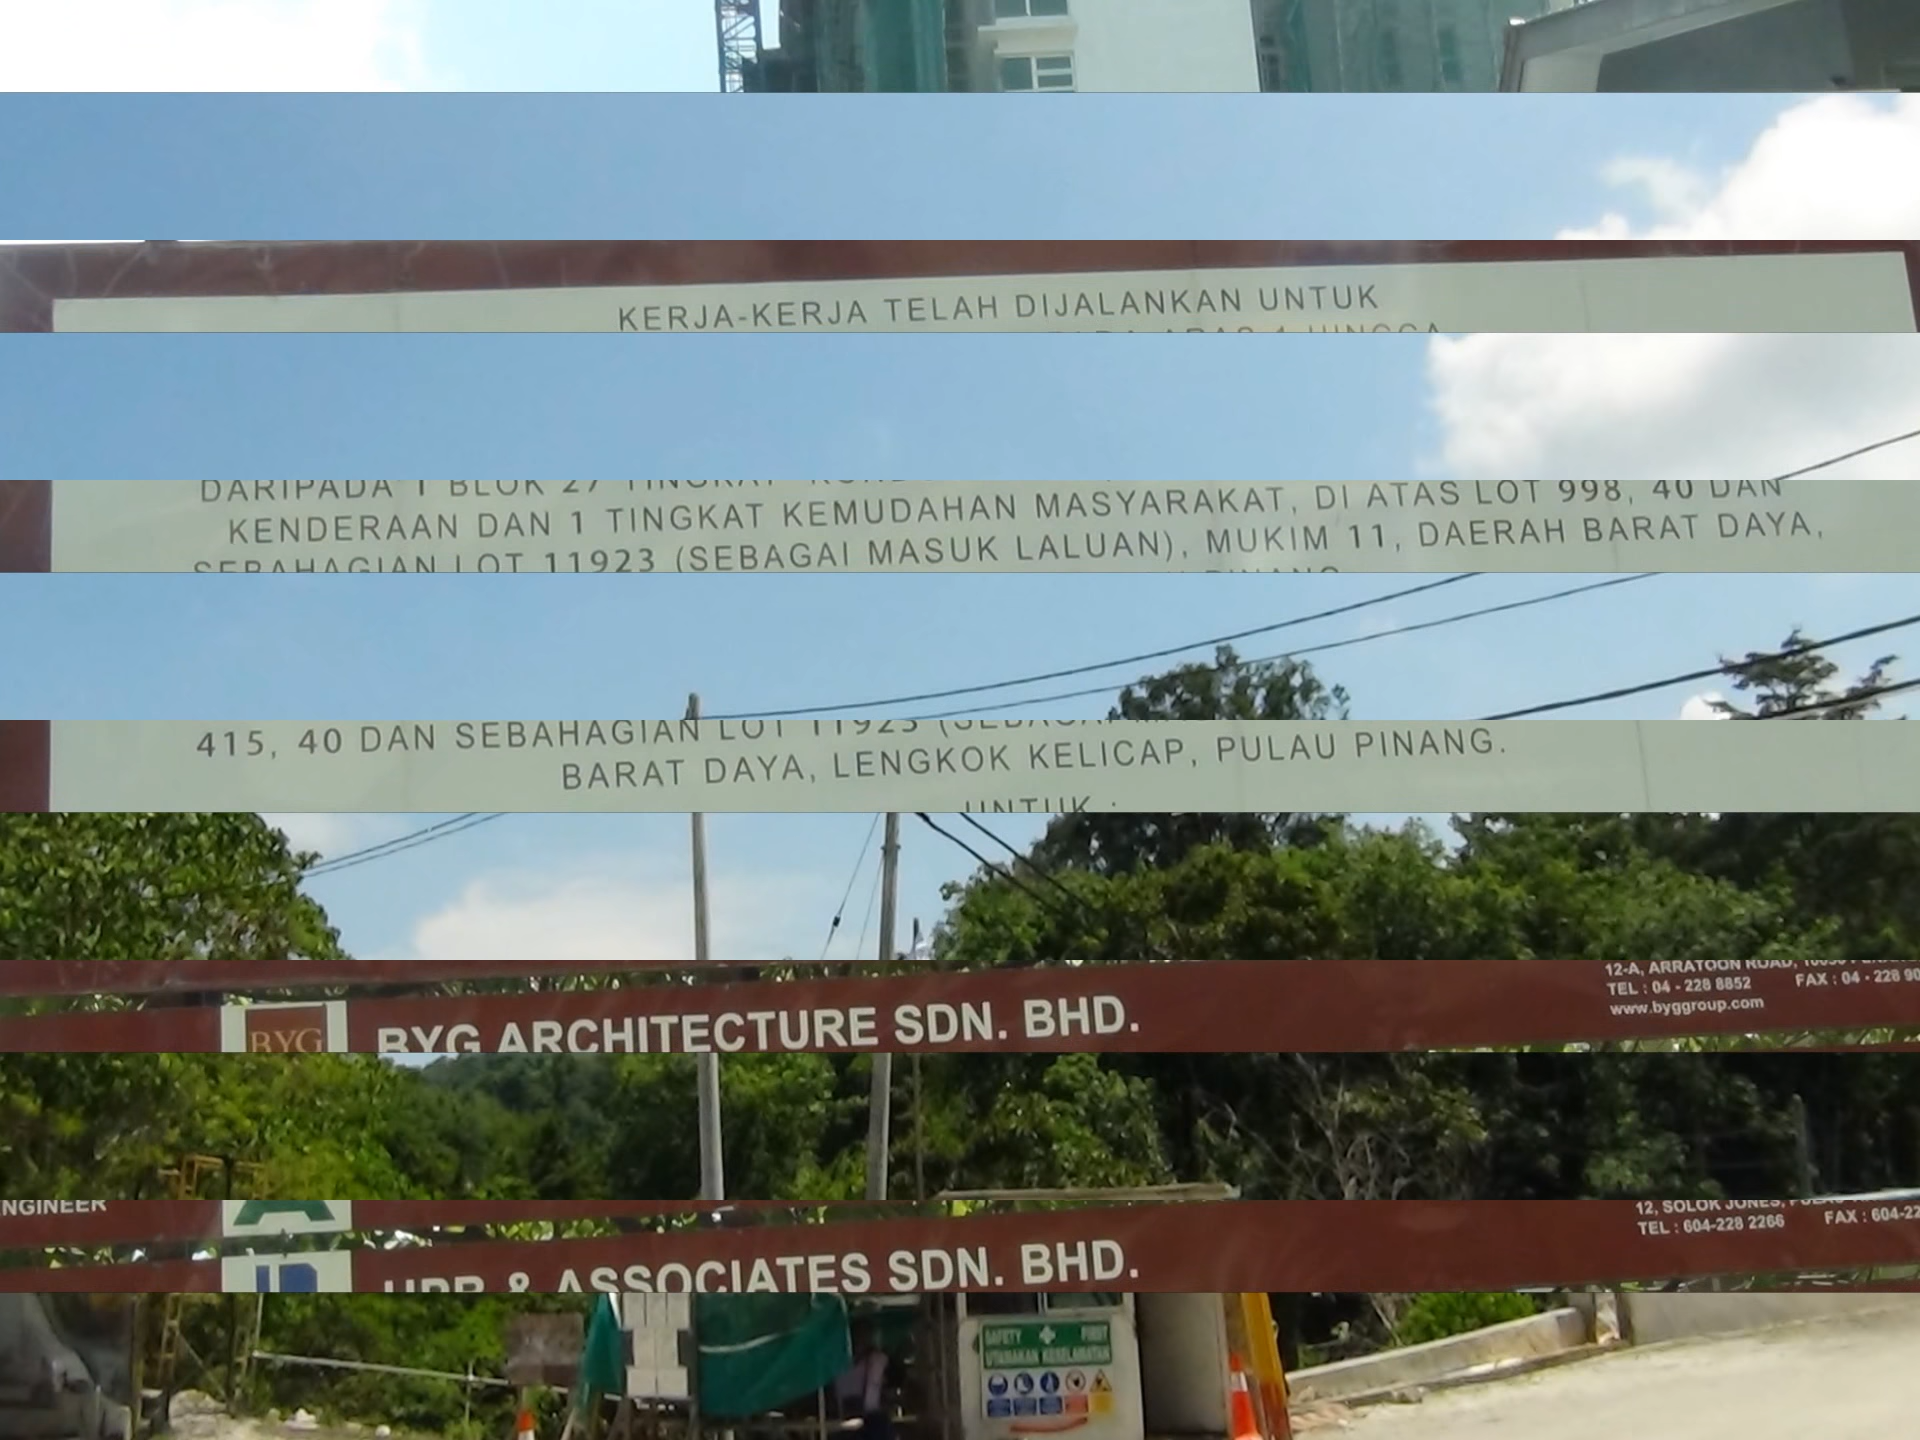 KERJA-KERJA TELAH DIJALANKAN UNTUK
ARAS 1 HINGGA
DARIPADA 1 BLOK 27 TINGKAT
KENDERAAN DAN 1 TINGKAT KEMUDAHAN MASYARAKAT, DI ATAS LOT 998, 40 DAN
SEBAHAGIAN LOT 11923 (SEBAGAI MASUK LALUAN), MUKIM 11, DAERAH BARAT DAYA,
415, 40 DAN SEBAHAGIAN LOT 11923
BARAT DAYA, LENGKOK KELICAP, PULAU PINANG.
UNTUK :
BYG
BYG ARCHITECTURE SDN. BHD.
12-A, ARRATOON ROAD,
TEL : 04 - 228 8852 FAX : 04 - 228 90
www.byggroup.com
NGINEER
& ASSOCIATES SDN. BHD.
12, SOLOK JONES,
TEL : 604-228 2266 FAX : 604-22
SAFETY FIRST
UTAMAKAN KESELAMATAN